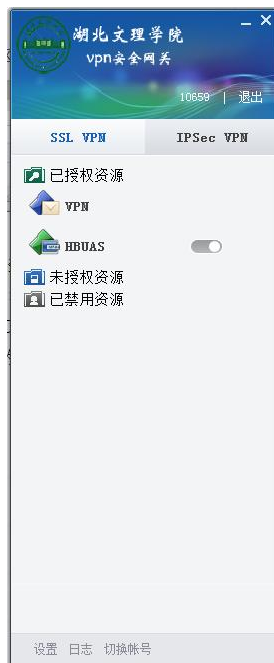 湖北文理学院
vpn安全网关
10659 | 退出
SSL VPN IPSec VPN
已授权资源
VPN
HBUAS
未授权资源
已禁用资源
设置 日志 切换帐号